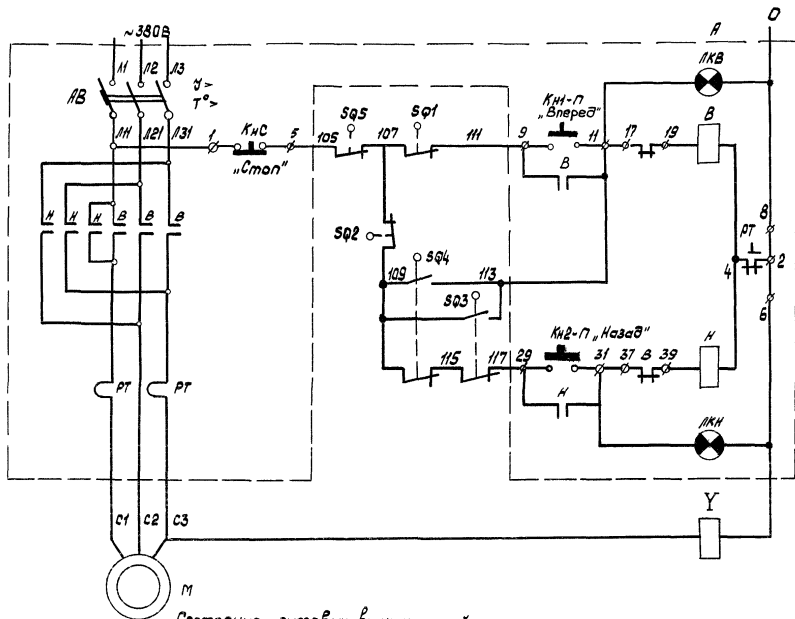 ~380В
О
А
Л1 Л2 Л3
ЛКВ
АВ
У>
Т°>
SQ5
SQ1
Кн1-П
„Вперед"
В
Л11 Л21 Л31
1
КнС
5
105
107
111
9
11
17
19
„Стоп"
В
Н Н Н В В В
SQ2
8
РТ
SQ4
4
2
109
113
SQ3
6
Кн2-П „Назад"
115
117
29
31
37
В
39
Н
РТ
РТ
Н
ЛКН
С1 С2 С3
Y
М